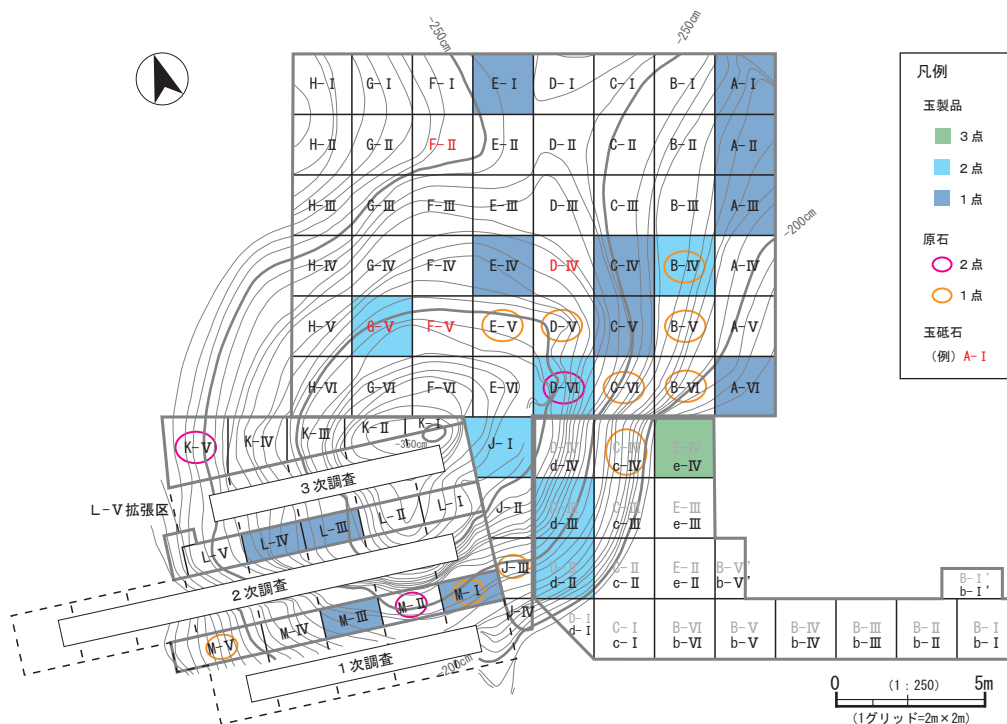 -250cm
-250cm
H-Ⅰ G-Ⅰ F-Ⅰ E-Ⅰ D-Ⅰ C-Ⅰ B-Ⅰ A-Ⅰ
H-Ⅱ G-Ⅱ F-Ⅱ E-Ⅱ D-Ⅱ C-Ⅱ B-Ⅱ A-Ⅱ
H-Ⅲ G-Ⅲ F-Ⅲ E-Ⅲ D-Ⅲ C-Ⅲ B-Ⅲ A-Ⅲ
-200cm
H-Ⅳ G-Ⅳ F-Ⅳ E-Ⅳ D-Ⅳ C-Ⅳ B-Ⅳ A-Ⅳ
H-Ⅴ G-Ⅴ F-Ⅴ E-Ⅴ D-Ⅴ C-Ⅴ B-Ⅴ A-Ⅴ
H-Ⅵ G-Ⅵ F-Ⅵ E-Ⅵ D-Ⅵ C-Ⅵ B-Ⅵ A-Ⅵ
凡例
玉製品
3点
2点
1点
原石
2点
1点
玉砥石
(例) A-Ⅰ
K-Ⅴ K-Ⅳ K-Ⅲ K-Ⅱ K-Ⅰ
-350cm
J-Ⅰ
D-Ⅳ C-Ⅳ E-Ⅳ
d-Ⅳ c-Ⅳ e-Ⅳ
3次調査
L-Ⅴ拡張区
L-Ⅴ L-Ⅳ L-Ⅲ L-Ⅱ L-Ⅰ
J-Ⅱ
C-Ⅲ E-Ⅲ
d-Ⅲ c-Ⅲ e-Ⅲ
2次調査
J-Ⅲ
E-Ⅱ B-Ⅴ'
d-Ⅱ c-Ⅱ e-Ⅱ b-Ⅴ'
B-Ⅰ'
b-Ⅰ'
M-Ⅴ M-Ⅳ M-Ⅲ M-Ⅱ M-Ⅰ
J-Ⅳ
D-Ⅰ C-Ⅰ B-Ⅵ B-Ⅴ B-Ⅳ B-Ⅲ B-Ⅱ B-Ⅰ
d-Ⅰ c-Ⅰ b-Ⅵ b-Ⅴ b-Ⅳ b-Ⅲ b-Ⅱ b-Ⅰ
1次調査
-200cm
0 (1:250) 5m
(1グリッド=2m×2m)